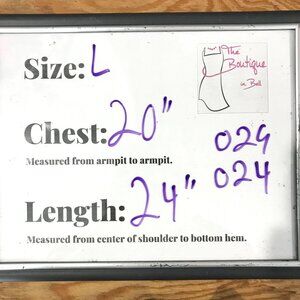 Size: L
The
Boutique
in Bell
Chest: 20"
Measured from armpit to armpit.
029
024
Length: 24"
Measured from center of shoulder to bottom hem.